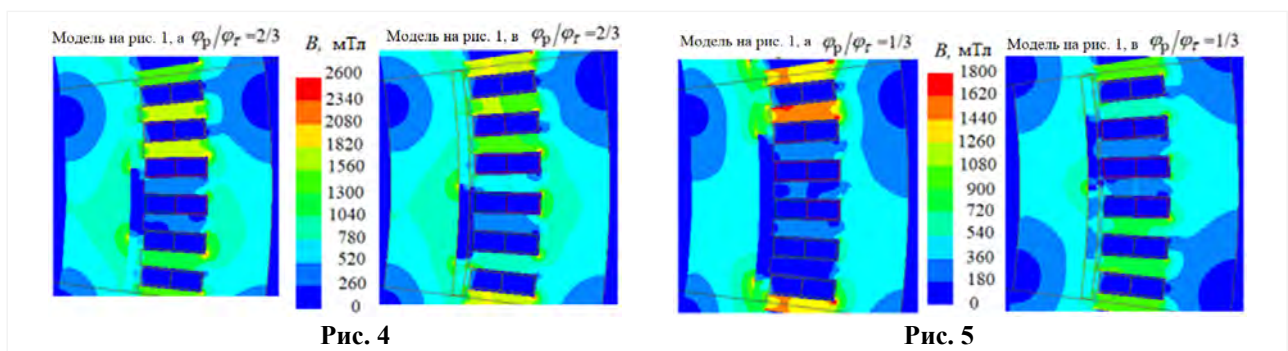 Модель на рис. 1, а φр/φτ =2/3
B, мТл
Модель на рис. 1, в φр/φτ =2/3
2600
2340
2080
1820
1560
1300
1040
780
520
260
0
Рис. 4
Модель на рис. 1, а φр/φτ =1/3
B, мТл
Модель на рис. 1, в φр/φτ =1/3
1800
1620
1440
1260
1080
900
720
540
360
180
0
Рис. 5